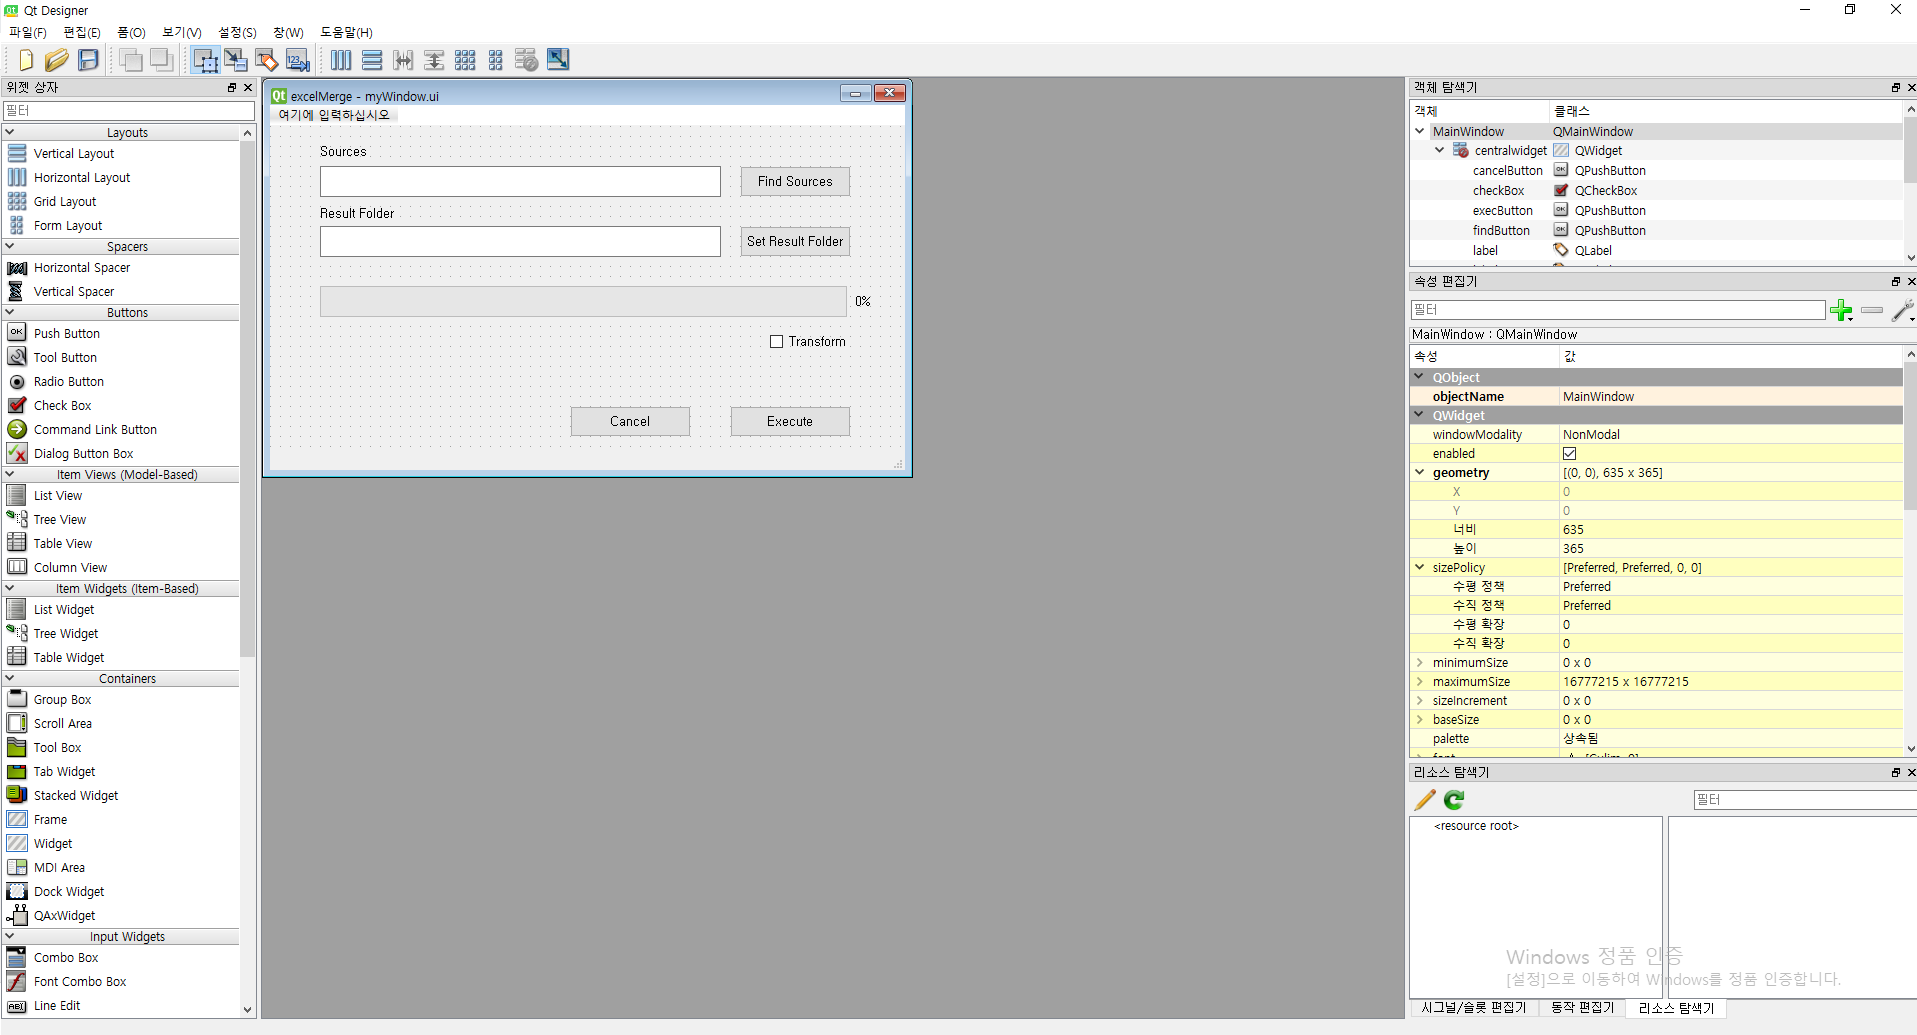 Qt Designer
파일(F) 편집(E) 폼(O) 보기(V) 설정(S) 창(W) 도움말(H)
위젯 상자
필터
Layouts
Vertical Layout
Horizontal Layout
Grid Layout
Form Layout
Spacers
Horizontal Spacer
Vertical Spacer
Buttons
Push Button
Tool Button
Radio Button
Check Box
Command Link Button
Dialog Button Box
Item Views (Model-Based)
List View
Tree View
Table View
Column View
Item Widgets (Item-Based)
List Widget
Tree Widget
Table Widget
Containers
Group Box
Scroll Area
Tool Box
Tab Widget
Stacked Widget
Frame
Widget
MDI Area
Dock Widget
QAxWidget
Input Widgets
Combo Box
Font Combo Box
Line Edit
excelMerge - myWindow.ui
여기에 입력하십시오
Sources
Find Sources
Result Folder
Set Result Folder
0%
Transform
Cancel Execute
객체 탐색기
객체 클래스
MainWindow QMainWindow
centralwidget QWidget
cancelButton QPushButton
checkBox QCheckBox
execButton QPushButton
findButton QPushButton
label QLabel
속성 편집기
필터
MainWindow : QMainWindow
속성 값
QObject
objectName MainWindow
QWidget
windowModality NonModal
enabled
geometry [(0, 0), 635 x 365]
X 0
Y 0
너비 635
높이 365
sizePolicy [Preferred, Preferred, 0, 0]
수평 정책 Preferred
수직 정책 Preferred
수평 확장 0
수직 확장 0
minimumSize 0 x 0
maximumSize 16777215 x 16777215
sizeIncrement 0 x 0
baseSize 0 x 0
palette 상속됨
리소스 탐색기
필터
<resource root>
Windows 정품 인증
[설정]으로 이동하여 Windows를 정품 인증합니다.
시그널/슬롯 편집기 동작 편집기 리소스 탐색기